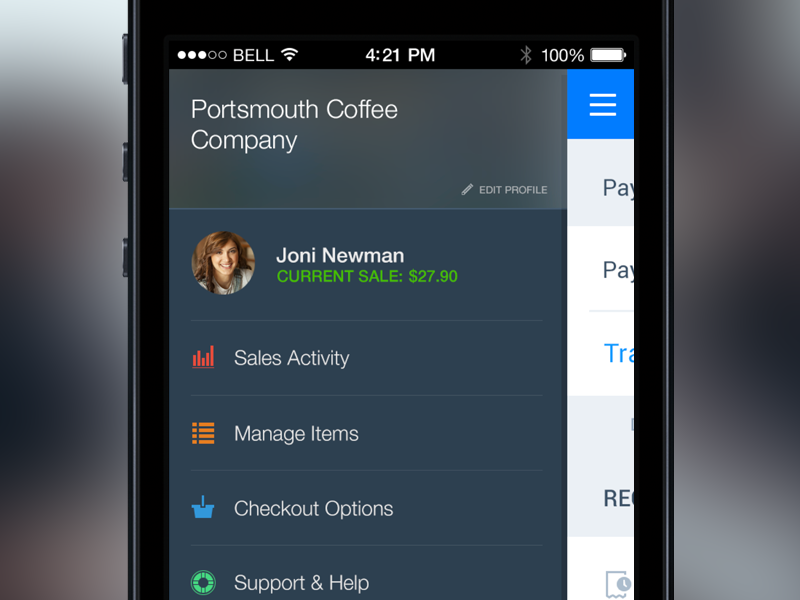 BELL 4:21 PM 100%
Portsmouth Coffee
Company
EDIT PROFILE
Joni Newman
CURRENT SALE: $27.90
Pay
Pay
Sales Activity
Tra
Manage Items
Checkout Options
REC
Support & Help